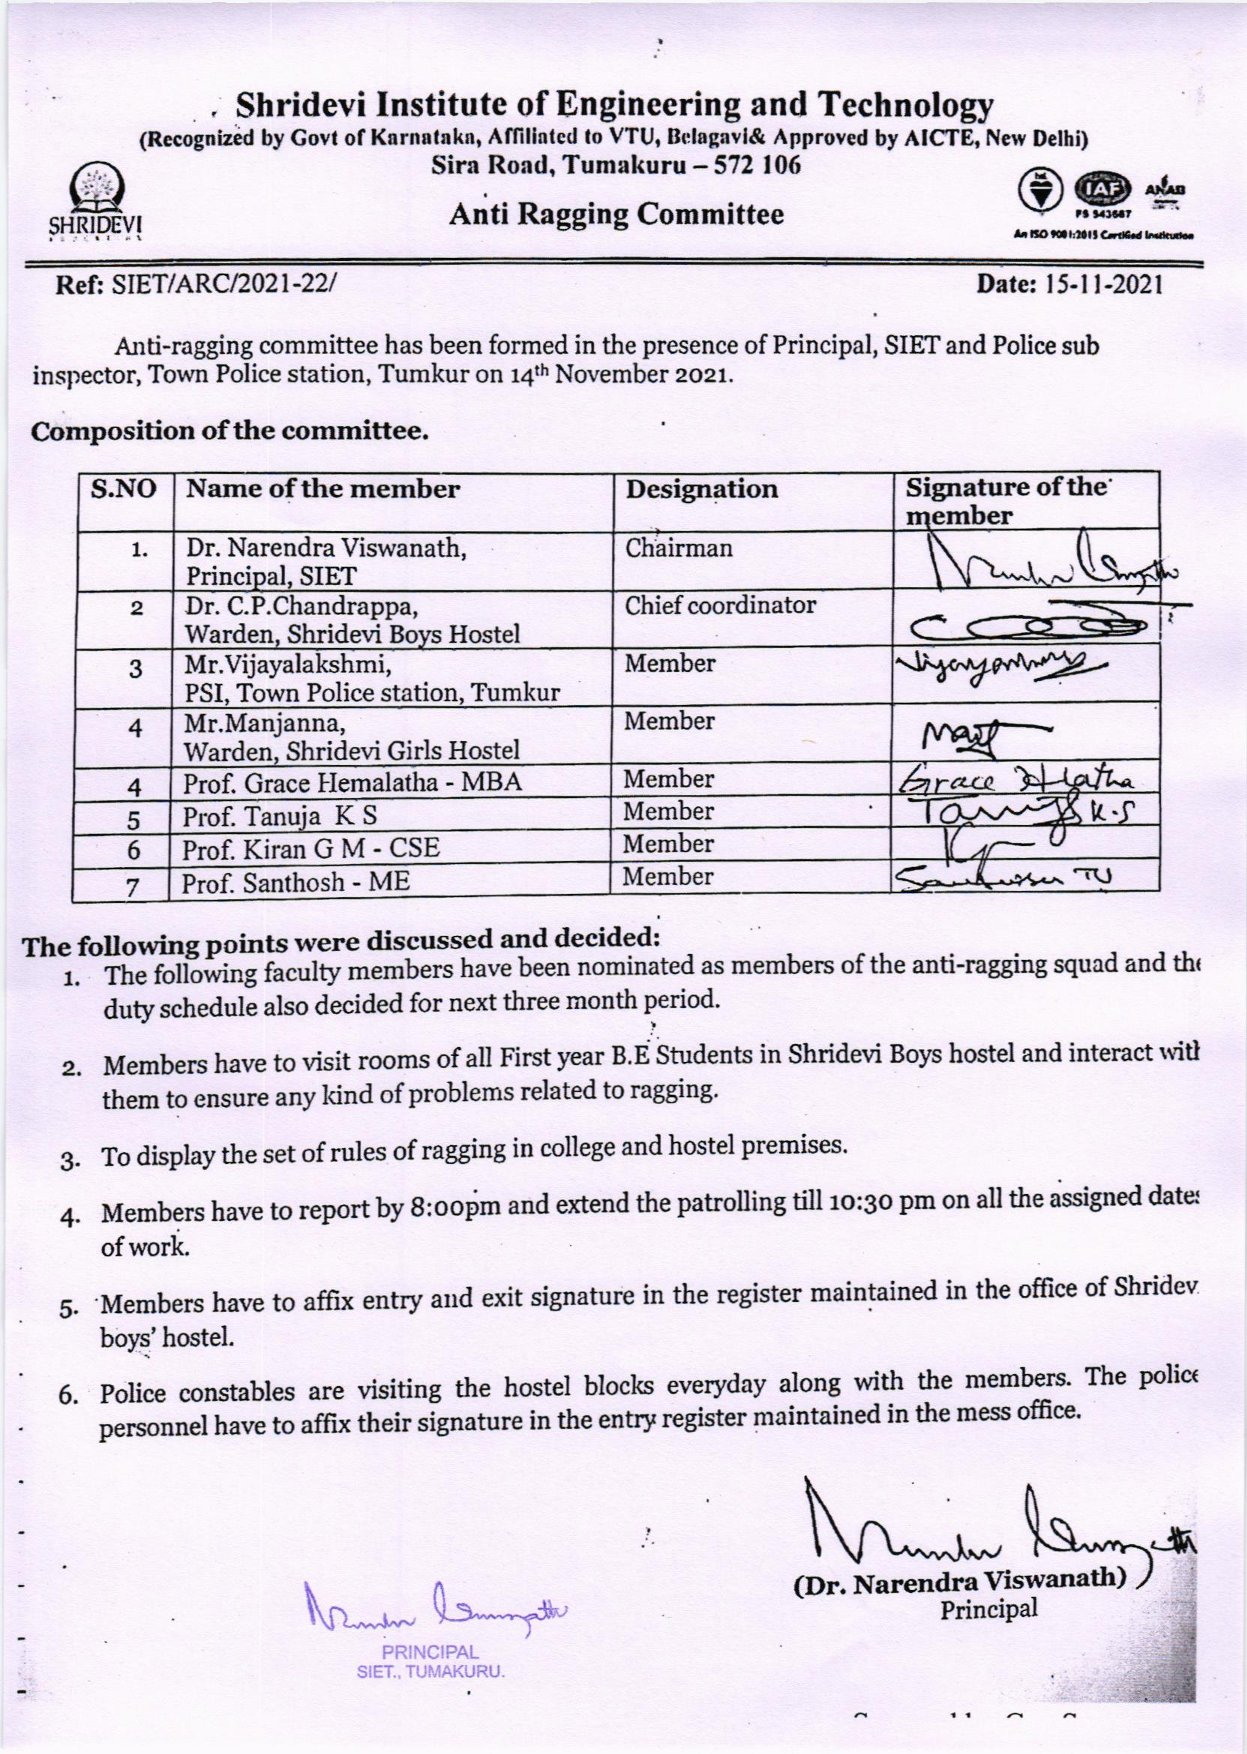 Shridevi Institute of Engineering and Technology
(Recognized by Govt of Karnataka, Affiliated to VTU, Belagavi& Approved by AICTE, New Delhi)
Sira Road, Tumakuru – 572 106
Anti Ragging Committee
SHRIDEVI
IAF
ANAB
FS 543667
An ISO 9001:2015 Certified Institution
Ref: SIET/ARC/2021-22/ Date: 15-11-2021
Anti-ragging committee has been formed in the presence of Principal, SIET and Police sub
inspector, Town Police station, Tumkur on 14th November 2021.
Composition of the committee.
S.NO Name of the member Designation Signature of the
member
1. Dr. Narendra Viswanath, Chairman
Principal, SIET
2 Dr. C.P.Chandrappa, Chief coordinator
Warden, Shridevi Boys Hostel
3 Mr.Vijayalakshmi, Member
PSI, Town Police station, Tumkur
4 Mr.Manjanna, Member
Warden, Shridevi Girls Hostel
4 Prof. Grace Hemalatha - MBA Member Grace Hlatha
5 Prof. Tanuja K S Member Tanuja K.S
6 Prof. Kiran G M - CSE Member
7 Prof. Santhosh - ME Member
The following points were discussed and decided:
1. The following faculty members have been nominated as members of the anti-ragging squad and the
duty schedule also decided for next three month period.
2. Members have to visit rooms of all First year B.E Students in Shridevi Boys hostel and interact with
them to ensure any kind of problems related to ragging.
3. To display the set of rules of ragging in college and hostel premises.
4. Members have to report by 8:00pm and extend the patrolling till 10:30 pm on all the assigned dates
of work.
5. Members have to affix entry and exit signature in the register maintained in the office of Shridev
boys' hostel.
6. Police constables are visiting the hostel blocks everyday along with the members. The police
personnel have to affix their signature in the entry register maintained in the mess office.
(Dr. Narendra Viswanath)
Principal
PRINCIPAL
SIET., TUMAKURU.